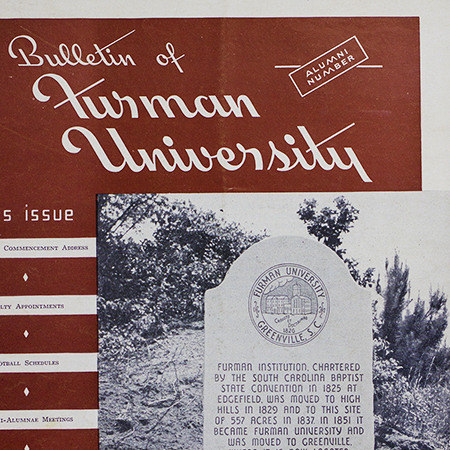 Bulletin of
Furman
University
ALUMNI
NUMBER
s issue
COMMENCEMENT ADDRESS
LTY APPOINTMENTS
OTBALL SCHEDULES
I-ALUMNAE MEETINGS
FURMAN UNIVERSITY
1826
GREENVILLE, S.C.
FURMAN INSTITUTION, CHARTERED
BY THE SOUTH CAROLINA BAPTIST
STATE CONVENTION IN 1825 AT
EDGEFIELD, WAS MOVED TO HIGH
HILLS IN 1829 AND TO THIS SITE
OF 557 ACRES IN 1837. IN 1851 IT
BECAME FURMAN UNIVERSITY AND
WAS MOVED TO GREENVILLE,